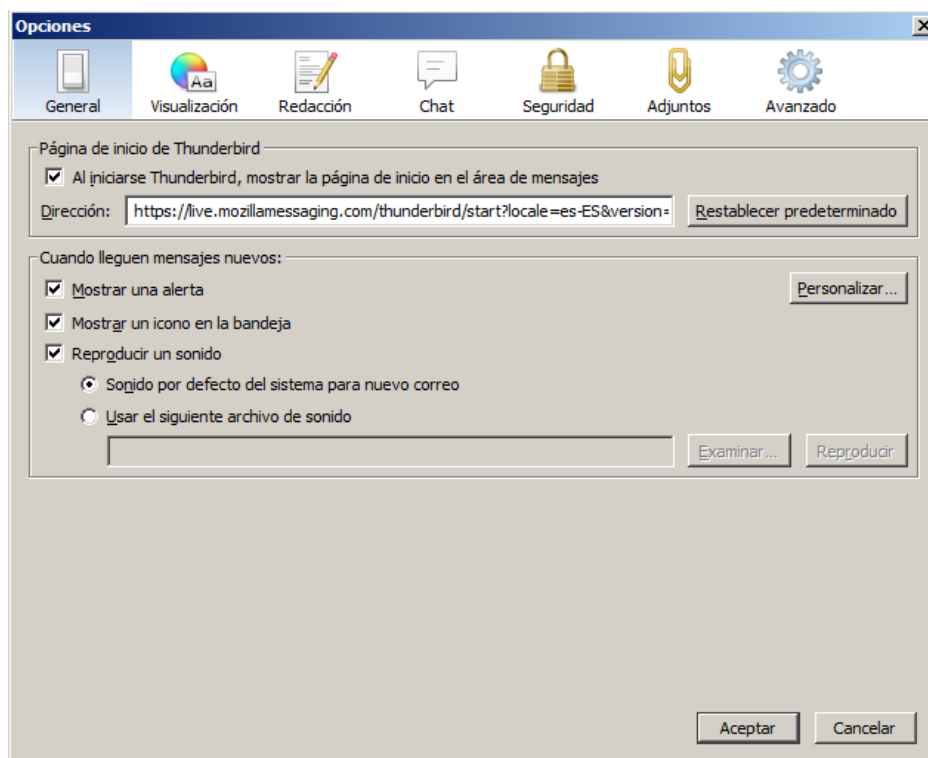 Opciones
Aa
General Visualización Redacción Chat Seguridad Adjuntos Avanzado
Página de inicio de Thunderbird
Al iniciarse Thunderbird, mostrar la página de inicio en el área de mensajes
Dirección: https://live.mozillamessaging.com/thunderbird/start?locale=es-ES&version= Restablecer predeterminado
Cuando lleguen mensajes nuevos:
Mostrar una alerta Personalizar...
Mostrar un icono en la bandeja
Reproducir un sonido
Sonido por defecto del sistema para nuevo correo
Usar el siguiente archivo de sonido
Examinar... Reproducir
Aceptar Cancelar